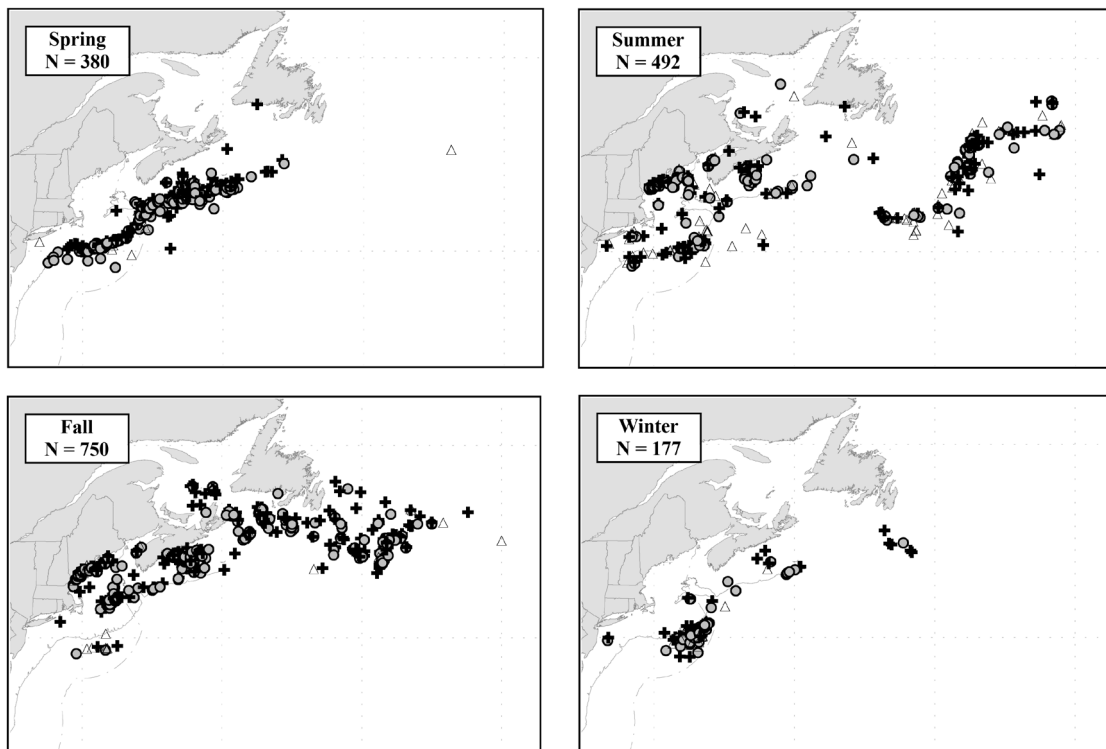 Spring
N = 380
Summer
N = 492
Fall
N = 750
Winter
N = 177